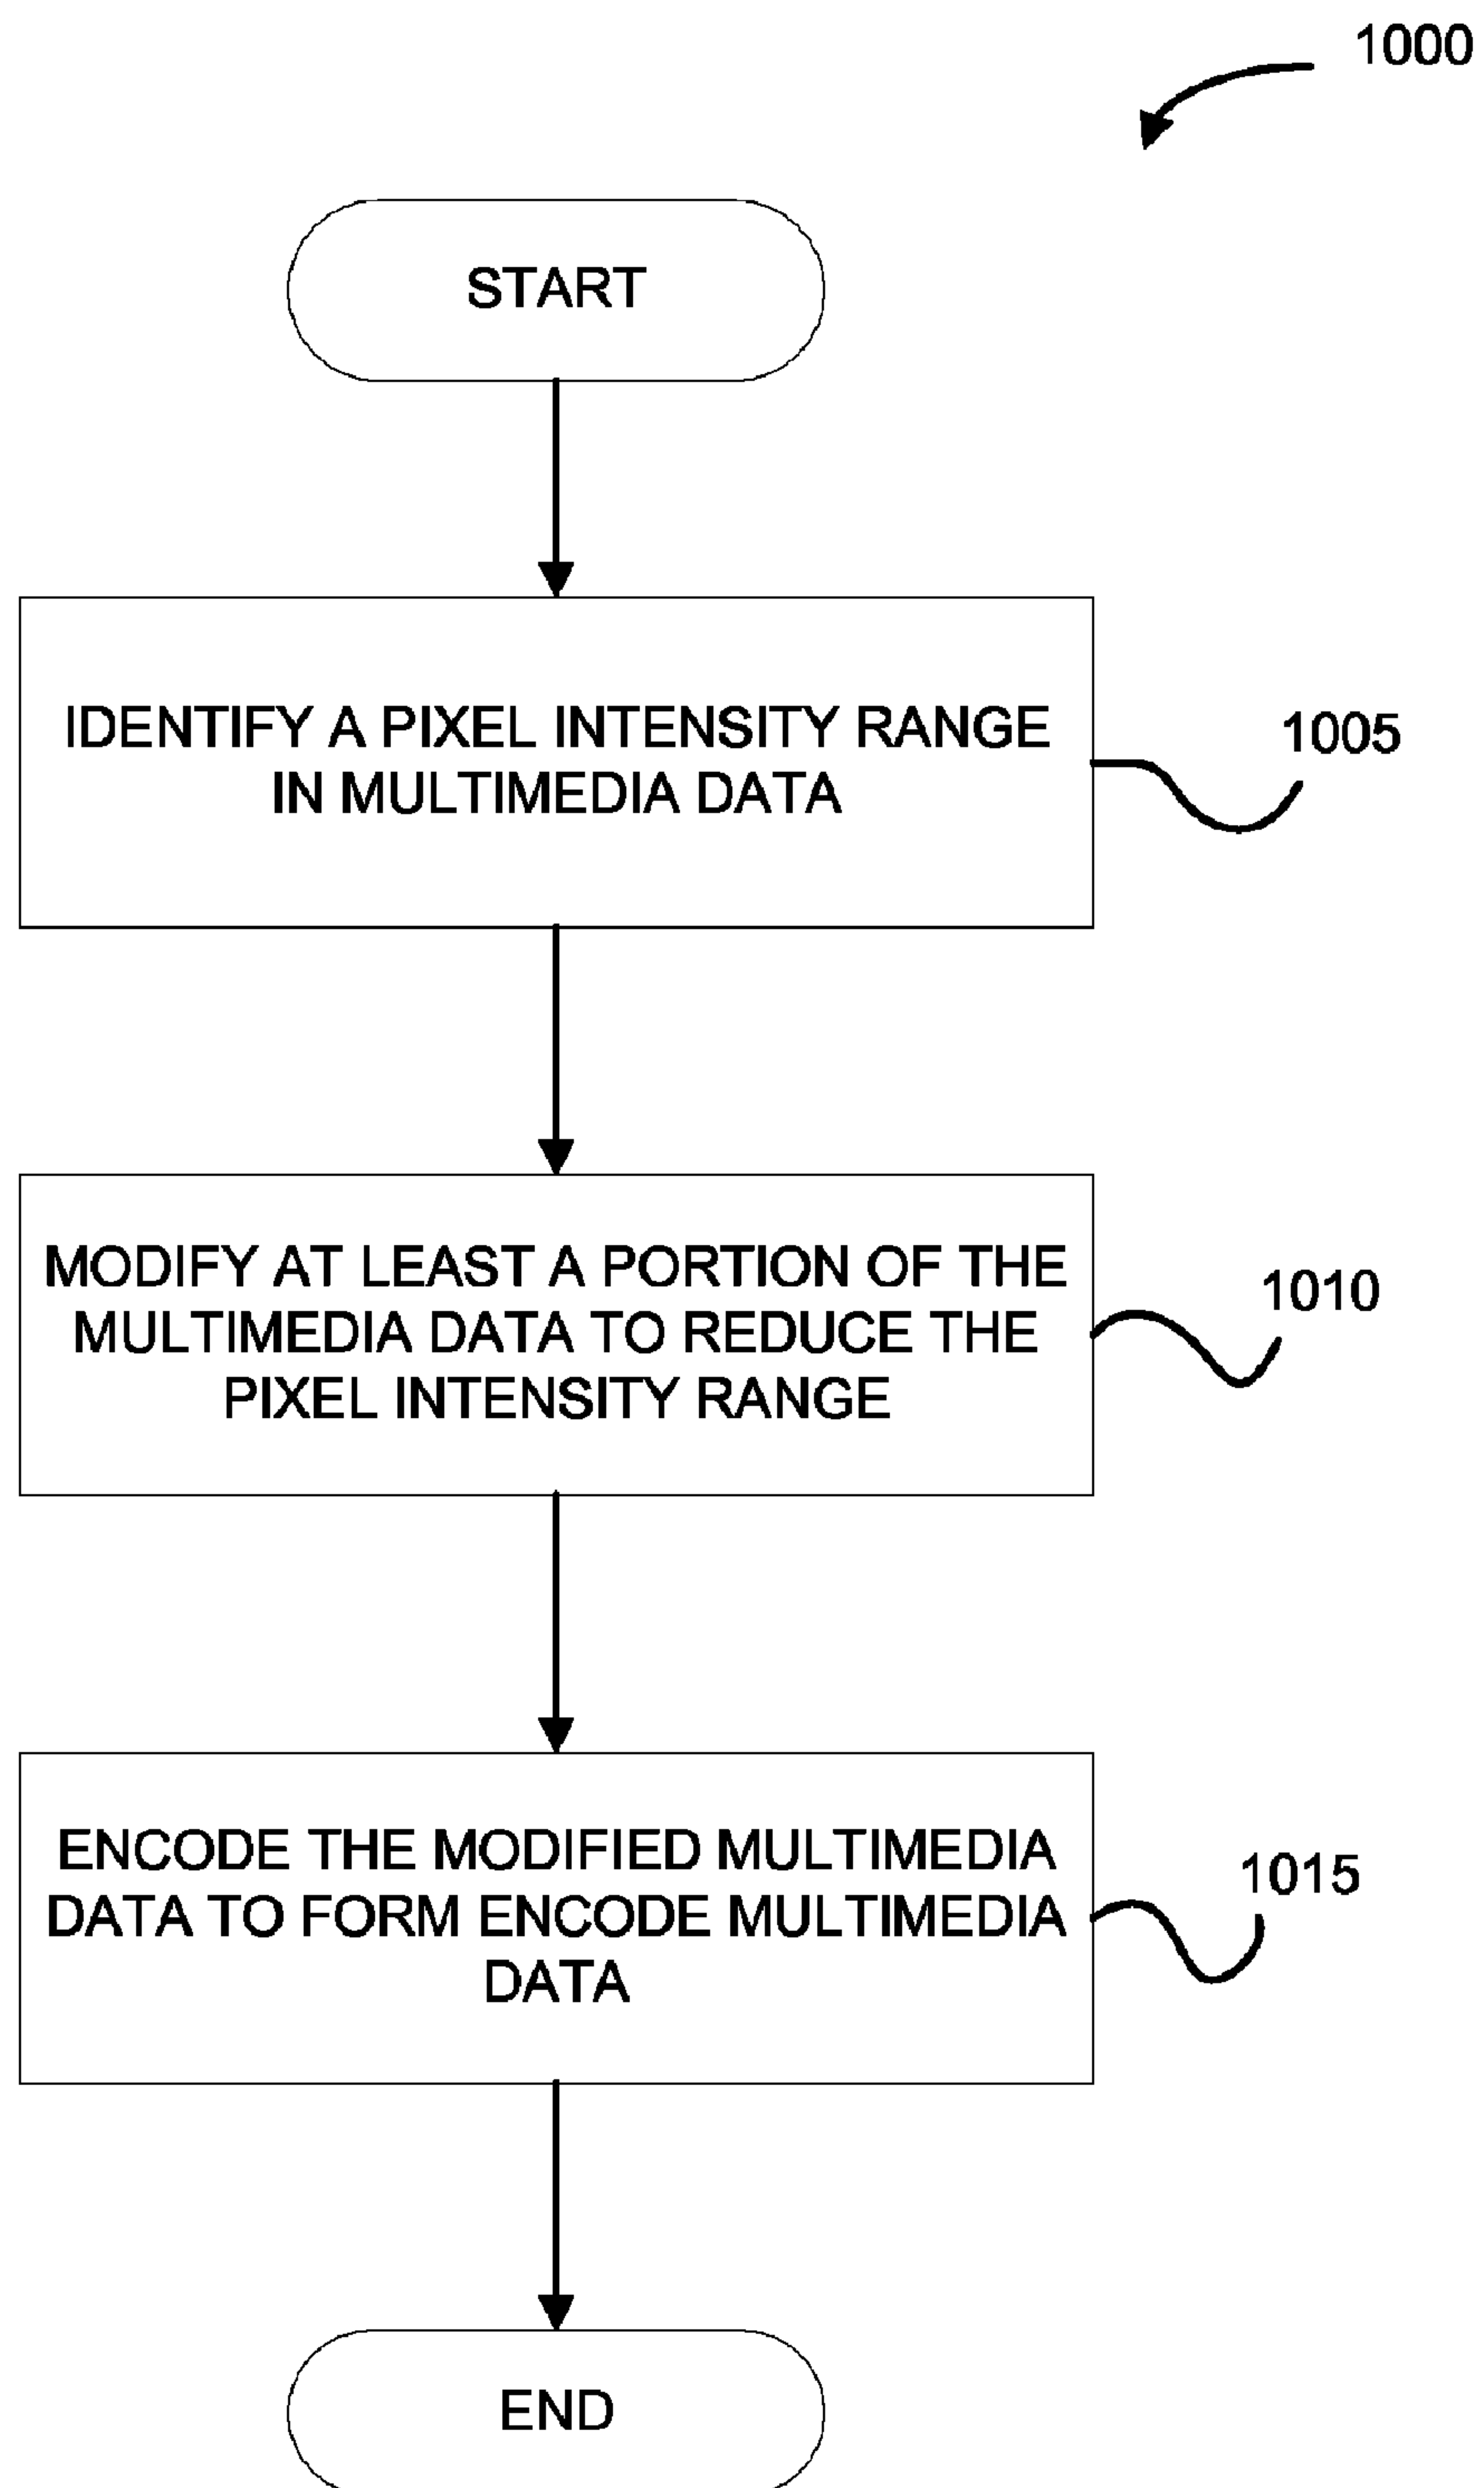 1000
START
IDENTIFY A PIXEL INTENSITY RANGE
IN MULTIMEDIA DATA
1005
MODIFY AT LEAST A PORTION OF THE
MULTIMEDIA DATA TO REDUCE THE
PIXEL INTENSITY RANGE
1010
ENCODE THE MODIFIED MULTIMEDIA
DATA TO FORM ENCODE MULTIMEDIA
DATA
1015
END